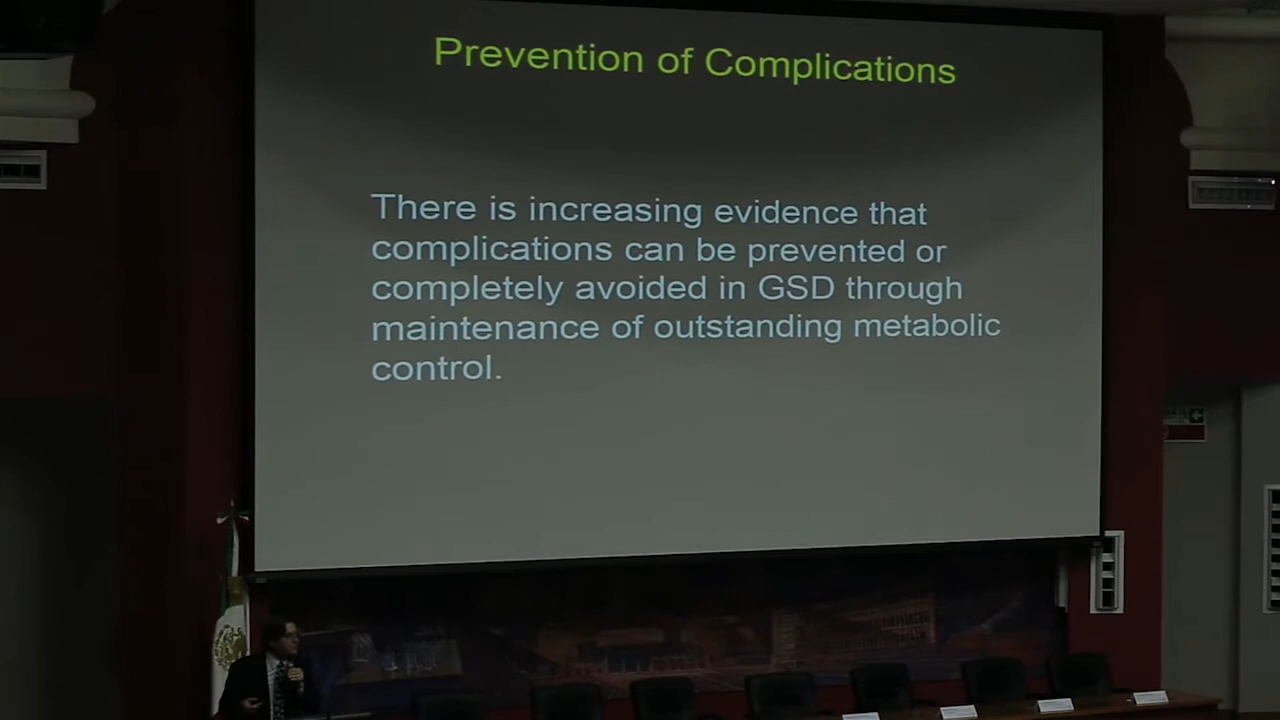 Prevention of Complications
There is increasing evidence that
complications can be prevented or
completely avoided in GSD through
maintenance of outstanding metabolic
control.